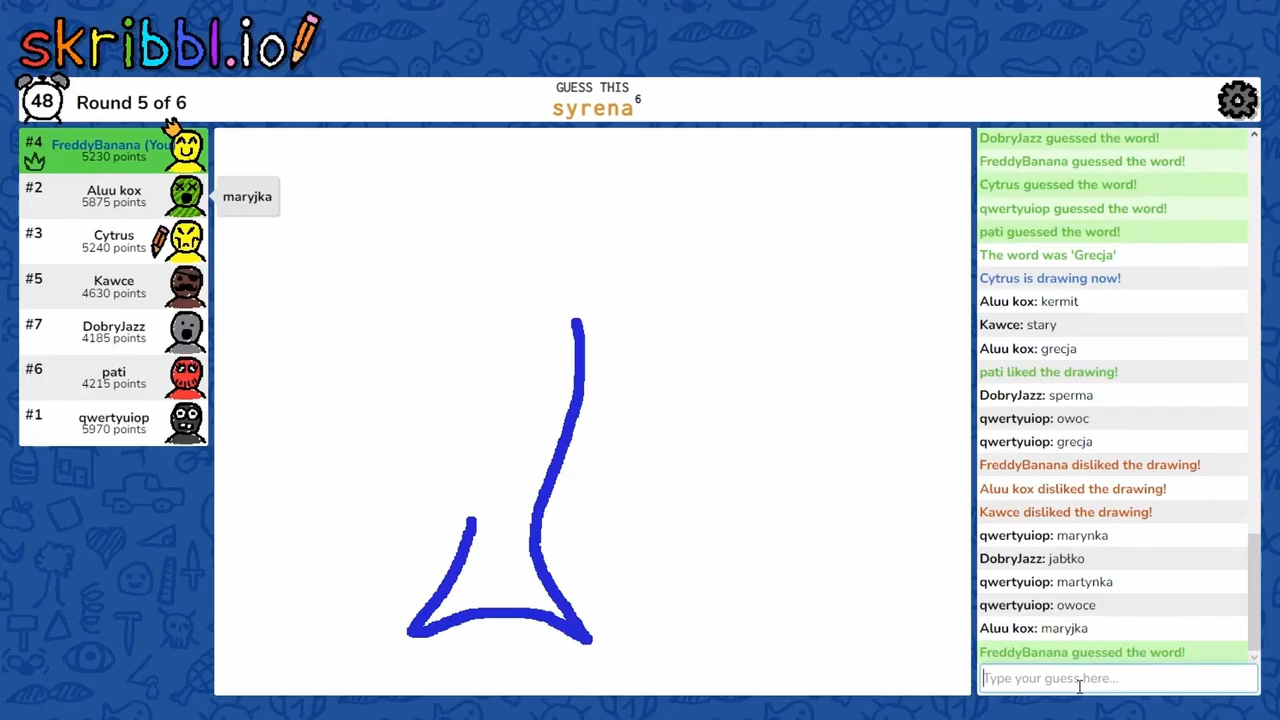 skribbl.io
48
Round 5 of 6
GUESS THIS
syrena 6
#4
FreddyBanana (You
5230 points
#2
Aluu kox
5875 points
maryjka
#3
Cytrus
5240 points
#5
Kawce
4630 points
#7
DobryJazz
4185 points
#6
pati
4215 points
#1
qwertyuiop
5970 points
DobryJazz guessed the word!
FreddyBanana guessed the word!
Cytrus guessed the word!
qwertyuiop guessed the word!
pati guessed the word!
The word was 'Grecja'
Cytrus is drawing now!
Aluu kox: kermit
Kawce: stary
Aluu kox: grecja
pati liked the drawing!
DobryJazz: sperma
qwertyuiop: owoc
qwertyuiop: grecja
FreddyBanana disliked the drawing!
Aluu kox disliked the drawing!
Kawce disliked the drawing!
qwertyuiop: marynka
DobryJazz: jabłko
qwertyuiop: martynka
qwertyuiop: owoce
Aluu kox: maryjka
FreddyBanana guessed the word!
Type your guess here...